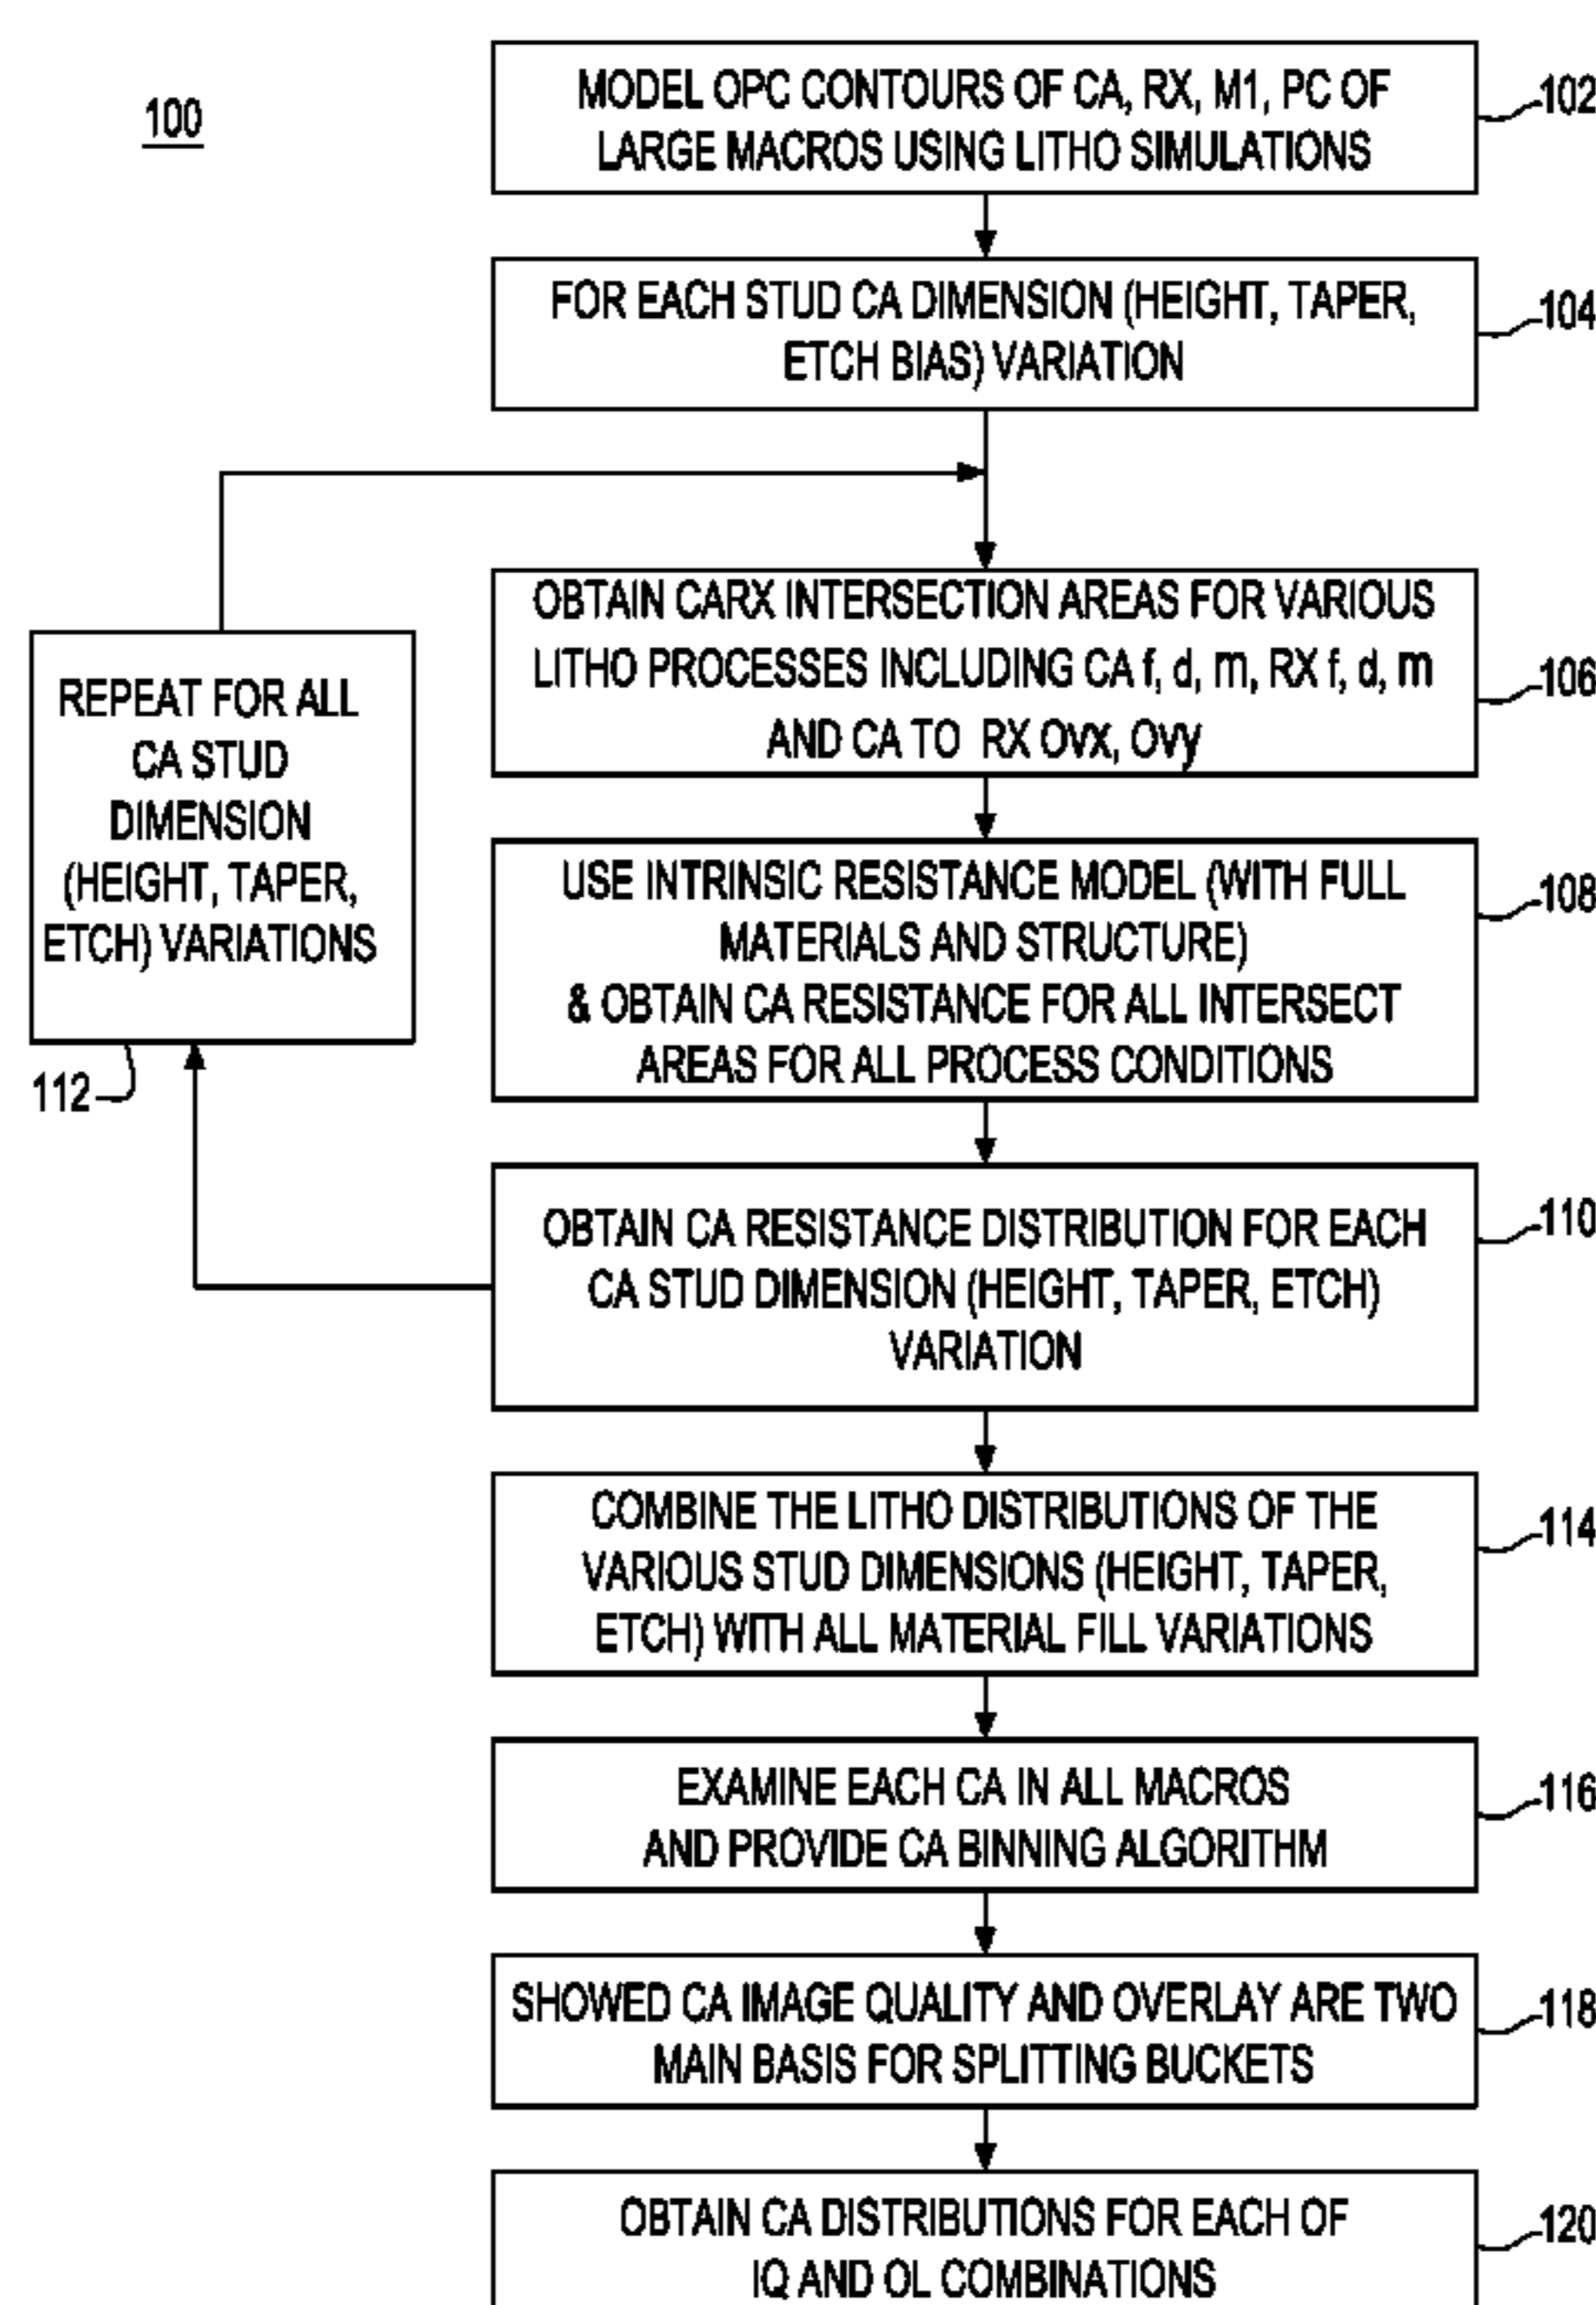 100
MODEL OPC CONTOURS OF CA, RX, M1, PC OF
LARGE MACROS USING LITHO SIMULATIONS
102
FOR EACH STUD CA DIMENSION (HEIGHT, TAPER,
ETCH BIAS) VARIATION
104
OBTAIN CARX INTERSECTION AREAS FOR VARIOUS
LITHO PROCESSES INCLUDING CA f, d, m, RX f, d, m
AND CA TO RX Ovx, Ovy
106
USE INTRINSIC RESISTANCE MODEL (WITH FULL
MATERIALS AND STRUCTURE)
& OBTAIN CA RESISTANCE FOR ALL INTERSECT
AREAS FOR ALL PROCESS CONDITIONS
108
OBTAIN CA RESISTANCE DISTRIBUTION FOR EACH
CA STUD DIMENSION (HEIGHT, TAPER, ETCH)
VARIATION
110
REPEAT FOR ALL
CA STUD
DIMENSION
(HEIGHT, TAPER,
ETCH) VARIATIONS
112
COMBINE THE LITHO DISTRIBUTIONS OF THE
VARIOUS STUD DIMENSIONS (HEIGHT, TAPER,
ETCH) WITH ALL MATERIAL FILL VARIATIONS
114
EXAMINE EACH CA IN ALL MACROS
AND PROVIDE CA BINNING ALGORITHM
116
SHOWED CA IMAGE QUALITY AND OVERLAY ARE TWO
MAIN BASIS FOR SPLITTING BUCKETS
118
OBTAIN CA DISTRIBUTIONS FOR EACH OF
IQ AND OL COMBINATIONS
120